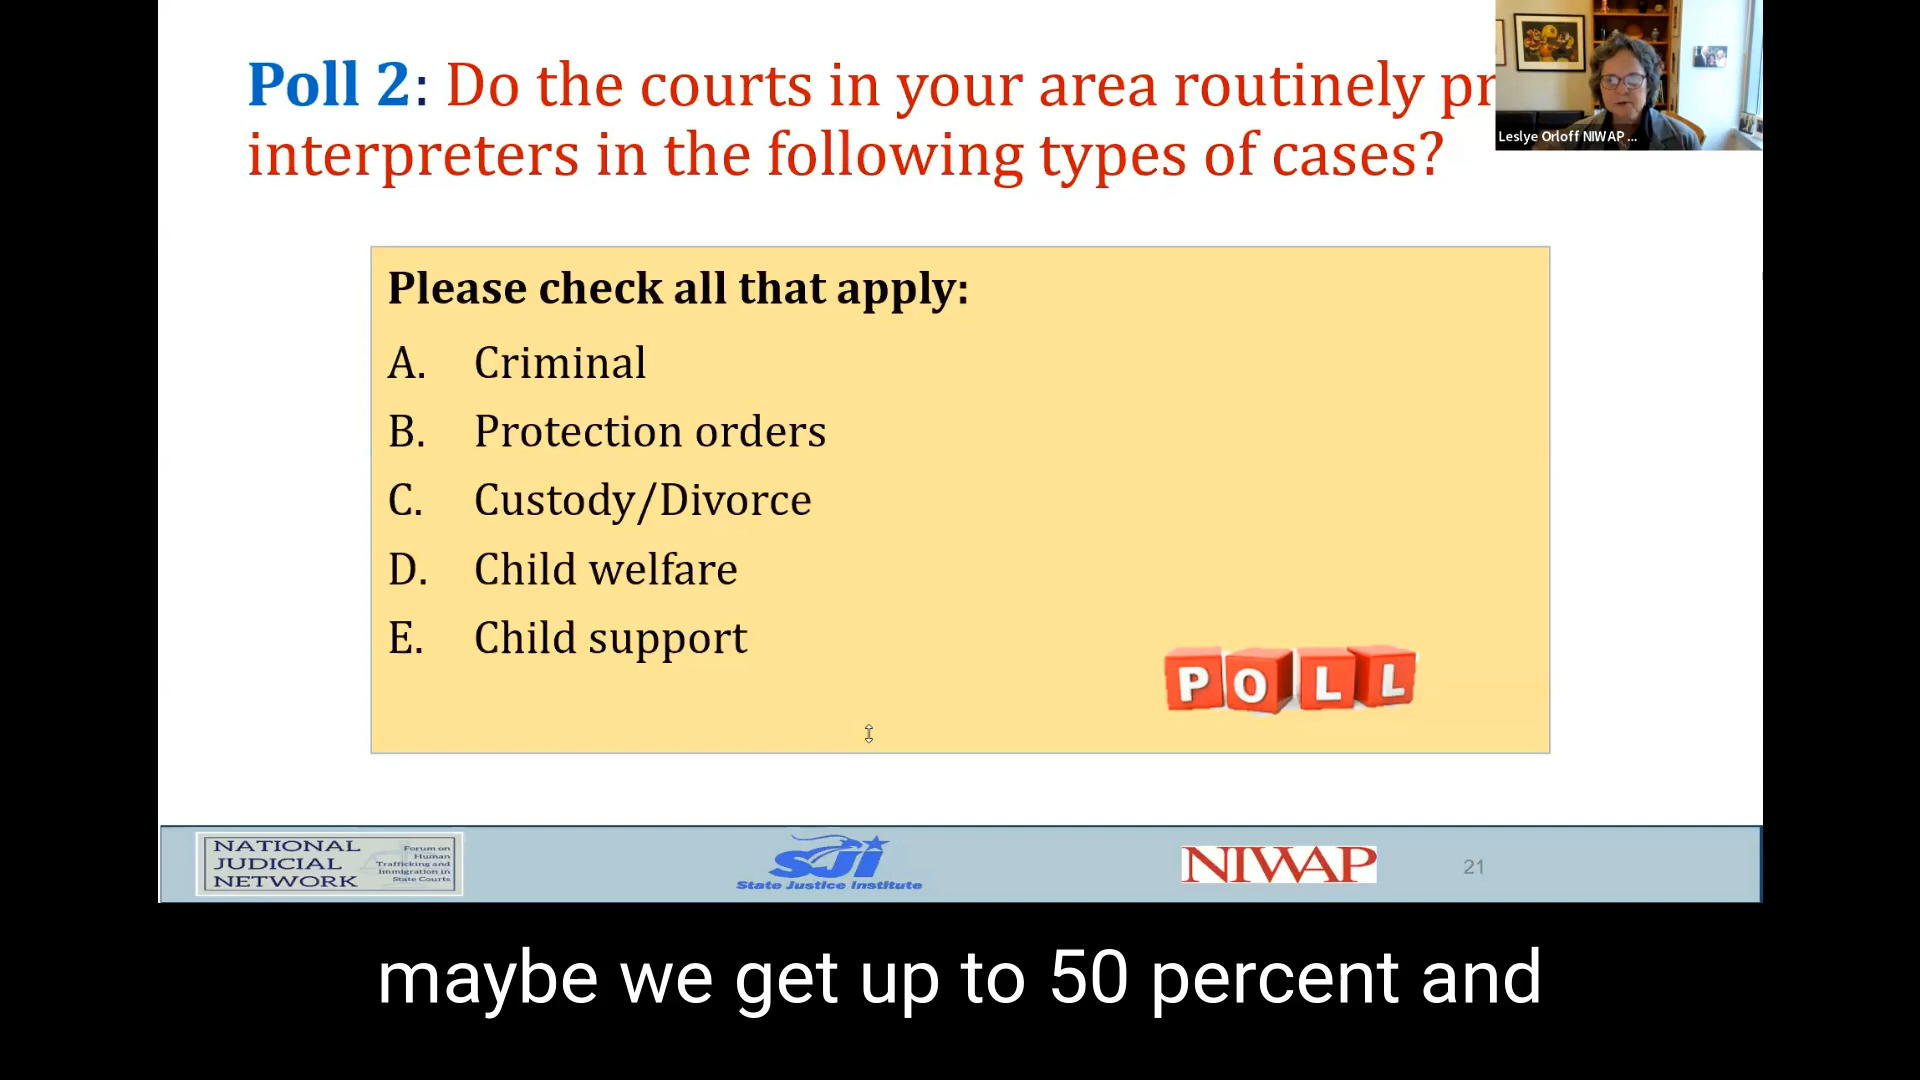 Poll 2: Do the courts in your area routinely pr
interpreters in the following types of cases?
Leslye Orloff NIWAP ...
Please check all that apply:
A. Criminal
B. Protection orders
C. Custody/Divorce
D. Child welfare
E. Child support
POLL
NATIONAL
JUDICIAL
NETWORK
Forum on
Human
Trafficking and
Immigration in
State Courts
SJI
State Justice Institute
NIWAP
21
maybe we get up to 50 percent and